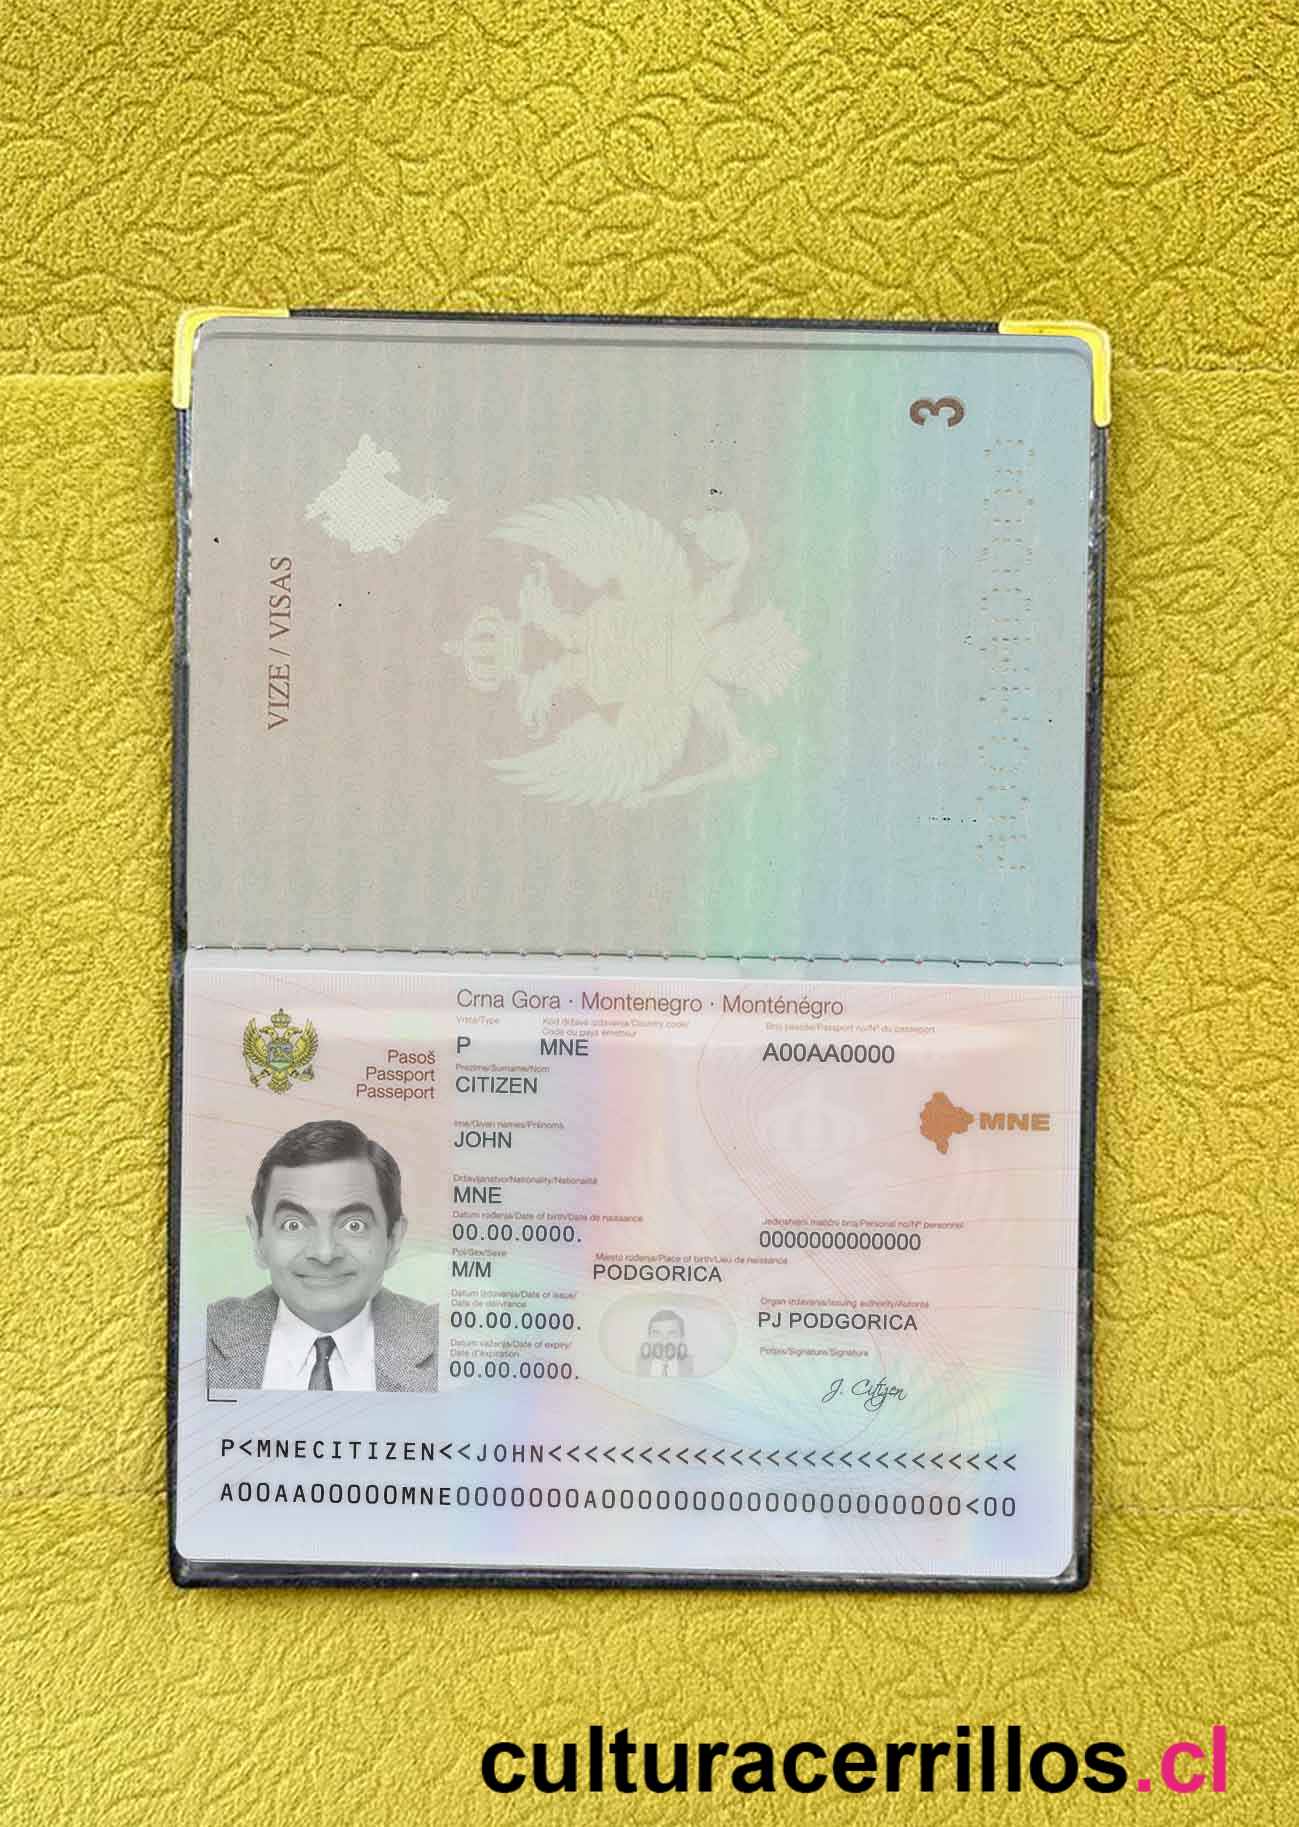 3
VIZE / VISAS
Crna Gora · Montenegro · Monténégro
Vrsta/Type
Kod države izdavanja/Country code/
Code du pays émetteur
Broj pasoša/Passport no/Nº du passeport
P
MNE
A00AA0000
Pasoš
Passport
Passeport
Prezime/Surname/Nom
CITIZEN
MNE
Ime/Given names/Prénoms
JOHN
Državljanstvo/Nationality/Nationalité
MNE
Datum rođenja/Date of birth/Date de naissance
Jedinstveni matični broj/Personal no/Nº personnel
00.00.0000.
0000000000000
Pol/Sex/Sexe
Mjesto rođenja/Place of birth/Lieu de naissance
M/M
PODGORICA
Datum izdavanja/Date of issue/
Date de délivrance
Organ izdavanja/Issuing authority/Autorité
00.00.0000.
PJ PODGORICA
Datum važenja/Date of expiry/
Date d'expiration
0000
Potpis/Signature/Signature
00.00.0000.
J. Citizen
P<MNECITIZEN<<JOHN<<<<<<<<<<<<<<<<<<<<<<<<<<
A00AA00000MNE0000000A00000000000000000000<00
culturacerrillos.cl